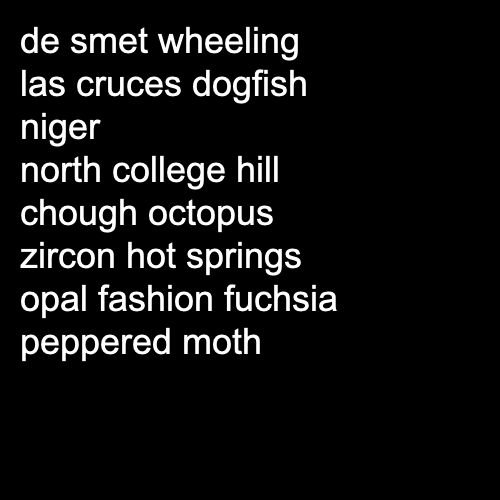 de smet wheeling
las cruces dogfish
niger
north college hill
chough octopus
zircon hot springs
opal fashion fuchsia
peppered moth